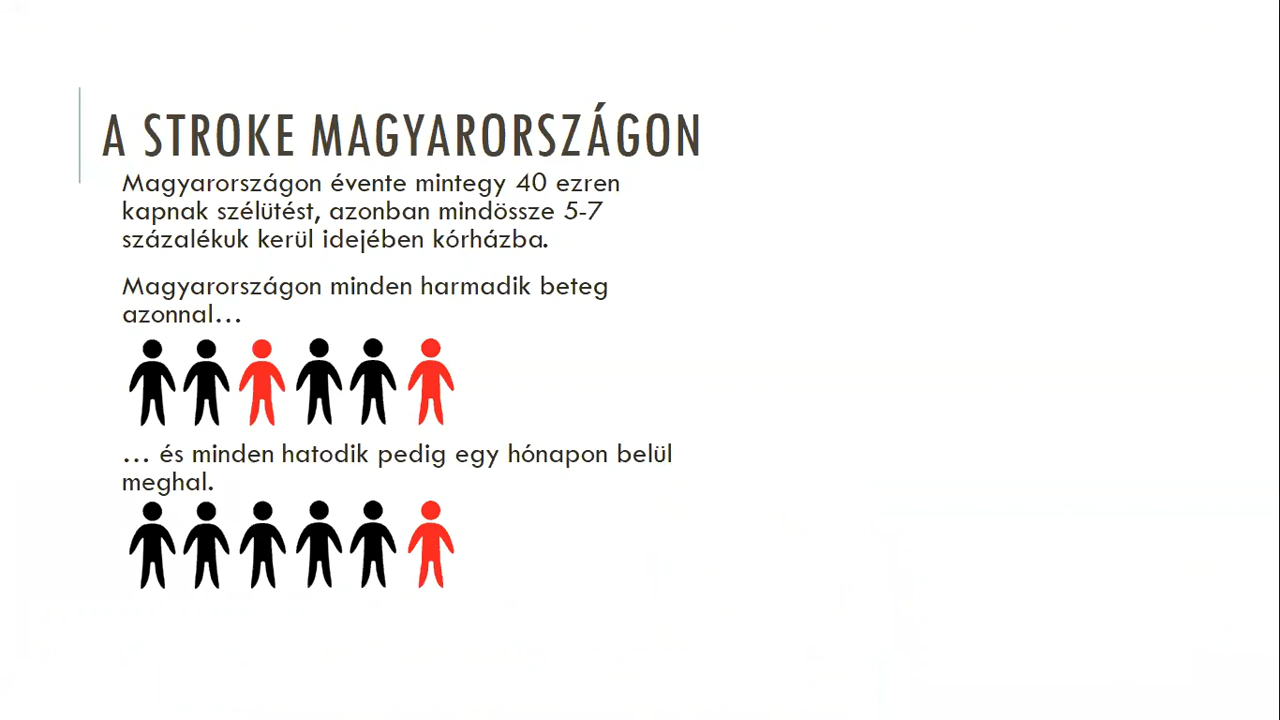 A STROKE MAGYARORSZÁGON
Magyarországon évente mintegy 40 ezren
kapnak szélütést, azonban mindössze 5-7
százalékuk kerül idejében kórházba.
Magyarországon minden harmadik beteg
azonnal…
… és minden hatodik pedig egy hónapon belül
meghal.